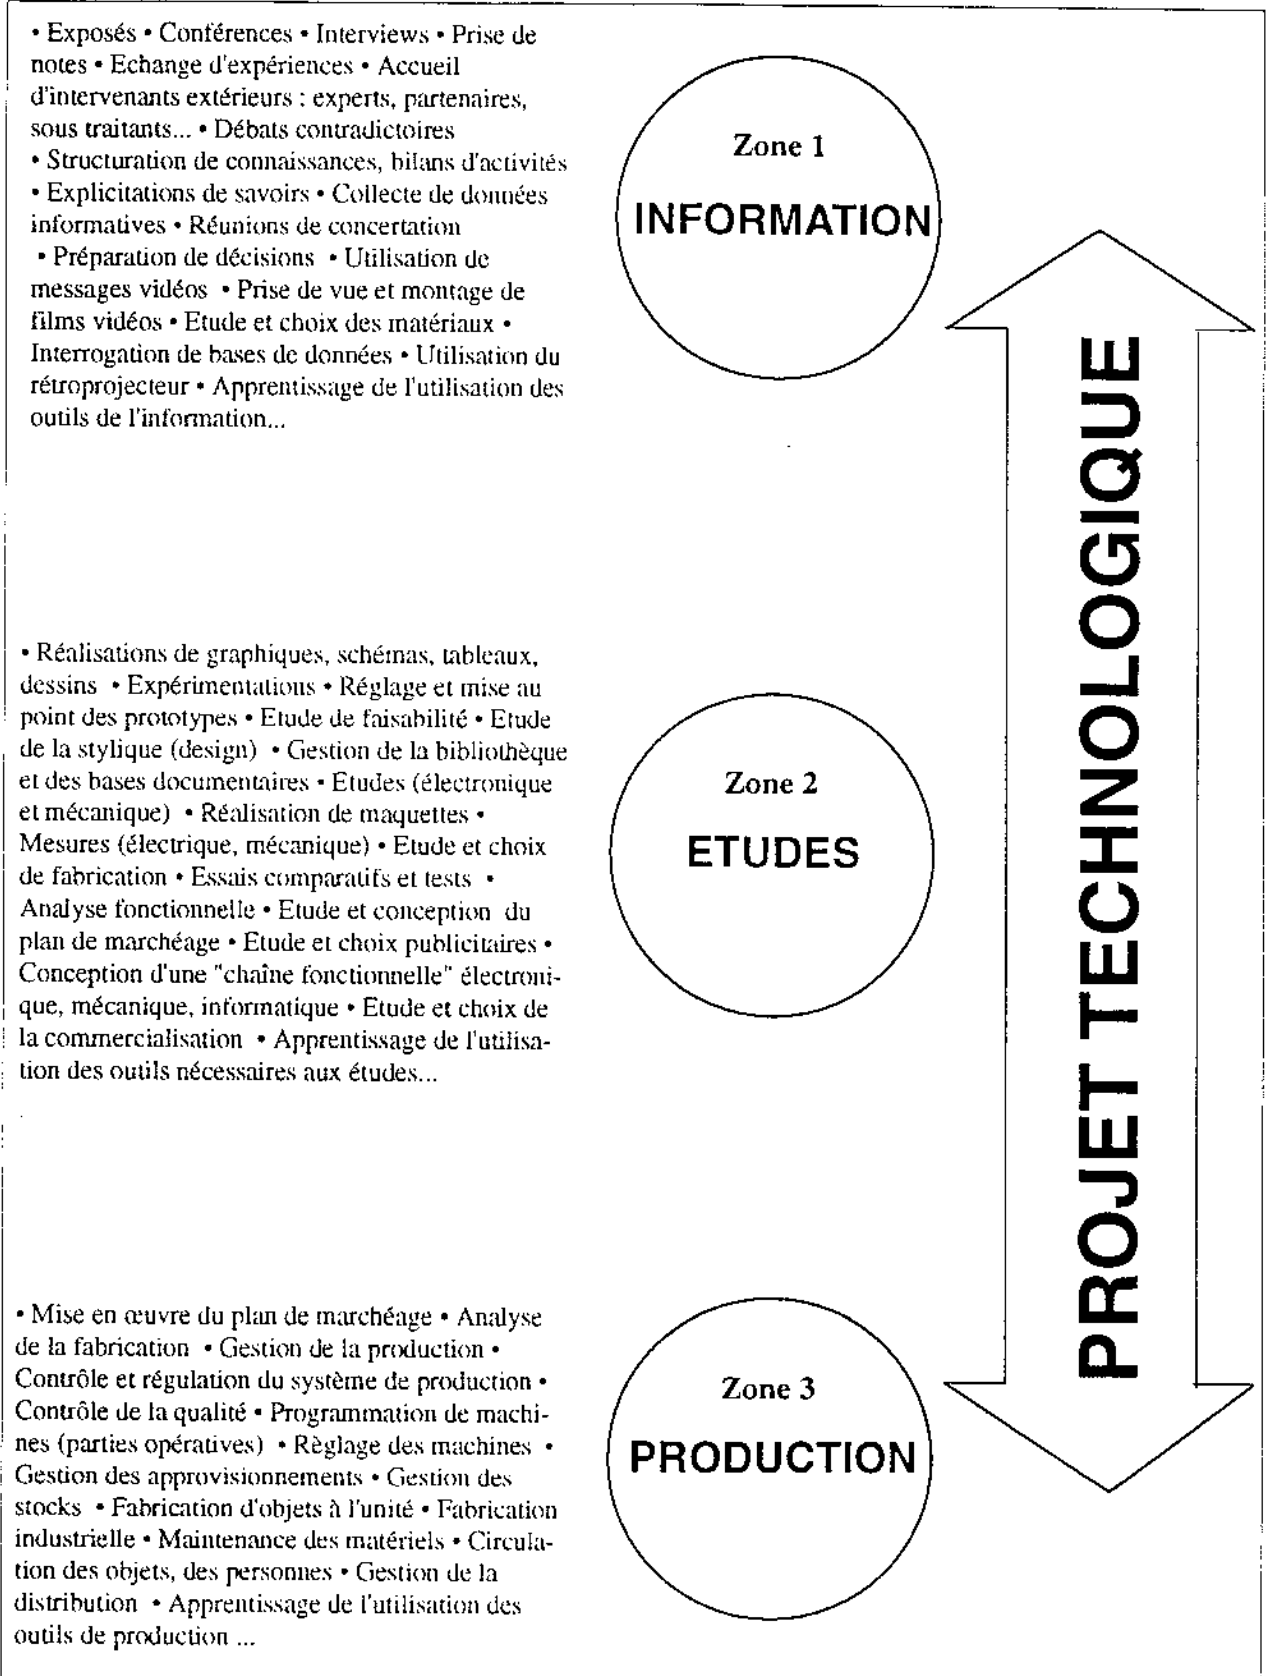 • Exposés • Conférences • Interviews • Prise de
notes • Echange d'expériences • Accueil
d'intervenants extérieurs : experts, partenaires,
sous traitants... • Débats contradictoires
• Structuration de connaissances, bilans d'activités
• Explicitations de savoirs • Collecte de données
informatives • Réunions de concertation
• Préparation de décisions • Utilisation de
messages vidéos • Prise de vue et montage de
films vidéos • Etude et choix des matériaux •
Interrogation de bases de données • Utilisation du
rétroprojecteur • Apprentissage de l'utilisation des
outils de l'information...
Zone 1
INFORMATION
• Réalisations de graphiques, schémas, tableaux,
dessins • Expérimentations • Réglage et mise au
point des prototypes • Etude de faisabilité • Etude
de la stylique (design) • Gestion de la bibliothèque
et des bases documentaires • Etudes (électronique
et mécanique) • Réalisation de maquettes •
Mesures (électrique, mécanique) • Etude et choix
de fabrication • Essais comparatifs et tests •
Analyse fonctionnelle • Etude et conception du
plan de marchéage • Etude et choix publicitaires •
Conception d'une "chaîne fonctionnelle" électroni-
que, mécanique, informatique • Etude et choix de
la commercialisation • Apprentissage de l'utilisa-
tion des outils nécessaires aux études...
Zone 2
ETUDES
• Mise en œuvre du plan de marchéage • Analyse
de la fabrication • Gestion de la production •
Contrôle et régulation du système de production •
Contrôle de la qualité • Programmation de machi-
nes (parties opératives) • Règlage des machines •
Gestion des approvisionnements • Gestion des
stocks • Fabrication d'objets à l'unité • Fabrication
industrielle • Maintenance des matériels • Circula-
tion des objets, des personnes • Gestion de la
distribution • Apprentissage de l'utilisation des
outils de production ...
Zone 3
PRODUCTION
PROJET TECHNOLOGIQUE